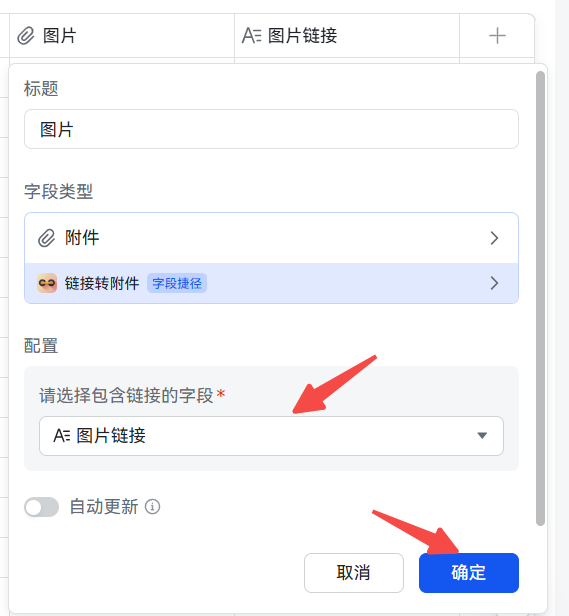 图片
图片链接
标题
图片
字段类型
附件
链接转附件 字段捷径
配置
请选择包含链接的字段*
图片链接
自动更新
取消
确定